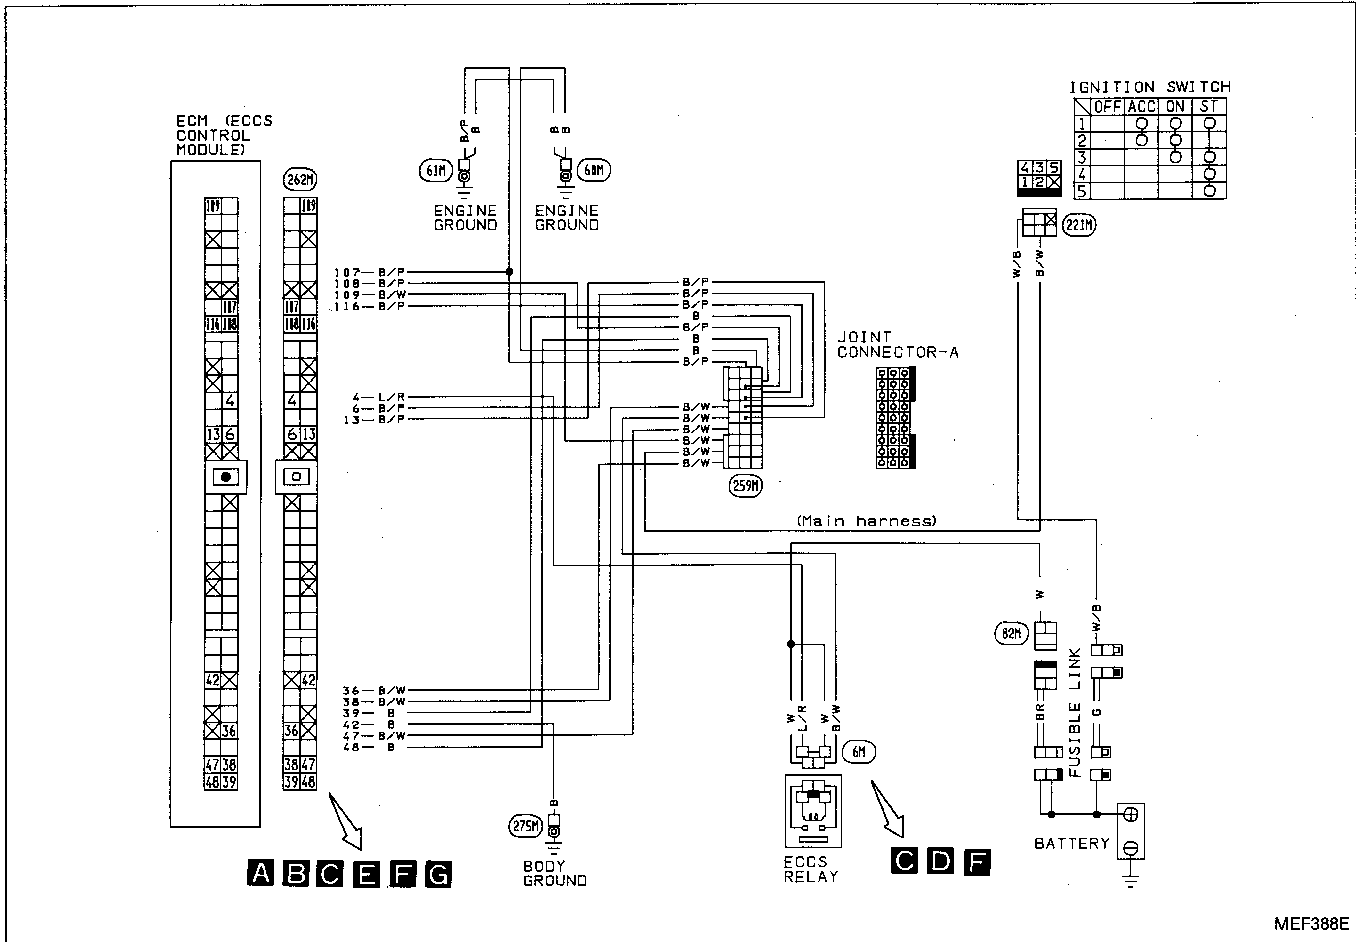 ECM (ECCS
CONTROL
MODULE)
262M
109
109
107
107
116 108
108 116
4
4
13 6
6 13
42
42
36
36
47 38
38 47
48 39
39 48
B/P
B
B
B
61M
60M
ENGINE
GROUND
ENGINE
GROUND
107 B/P
108 B/P
109 B/W
116 B/P
4 L/R
6 B/P
13 B/P
B/P
B/P
B/P
B
B/P
B
B
B/P
B/W
B/W
B/W
B/W
B/W
B/W
259M
JOINT
CONNECTOR-A
IGNITION SWITCH
OFF ACC ON ST
1
2
3
4
5
4 3 5
1 2
221M
W/B
B/W
(Main harness)
36 B/W
38 B/W
39 B
42 B
47 B/W
48 B
B
275M
BODY
GROUND
W
L/R
W
B/W
6M
ECCS
RELAY
W
82M
W/B
BR
G
FUSIBLE LINK
BATTERY
A B C E F G
C D F
MEF388E